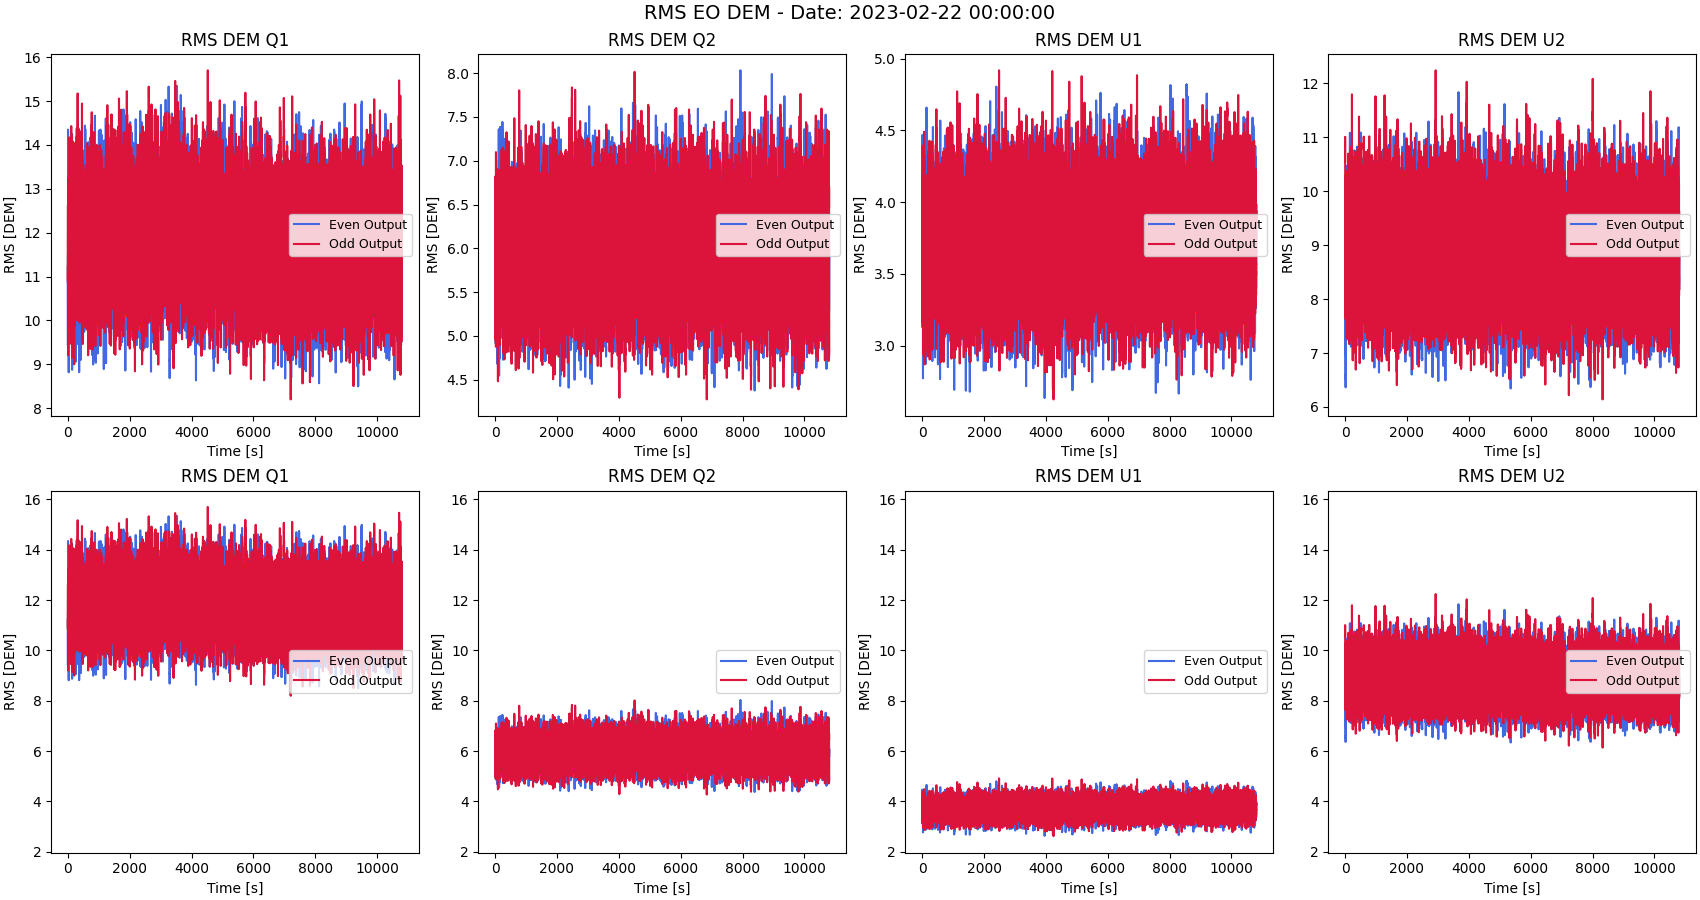 RMS EO DEM - Date: 2023-02-22 00:00:00
RMS DEM Q1
RMS [DEM]
16
15
14
13
12
11
10
9
8
Even Output
Odd Output
0 2000 4000 6000 8000 10000
Time [s]
RMS DEM Q2
RMS [DEM]
8.0
7.5
7.0
6.5
6.0
5.5
5.0
4.5
Even Output
Odd Output
0 2000 4000 6000 8000 10000
Time [s]
RMS DEM U1
RMS [DEM]
5.0
4.5
4.0
3.5
3.0
Even Output
Odd Output
0 2000 4000 6000 8000 10000
Time [s]
RMS DEM U2
RMS [DEM]
12
11
10
9
8
7
6
Even Output
Odd Output
0 2000 4000 6000 8000 10000
Time [s]
RMS DEM Q1
RMS [DEM]
16
14
12
10
8
6
4
2
Even Output
Odd Output
0 2000 4000 6000 8000 10000
Time [s]
RMS DEM Q2
RMS [DEM]
16
14
12
10
8
6
4
2
Even Output
Odd Output
0 2000 4000 6000 8000 10000
Time [s]
RMS DEM U1
RMS [DEM]
16
14
12
10
8
6
4
2
Even Output
Odd Output
0 2000 4000 6000 8000 10000
Time [s]
RMS DEM U2
RMS [DEM]
16
14
12
10
8
6
4
2
Even Output
Odd Output
0 2000 4000 6000 8000 10000
Time [s]